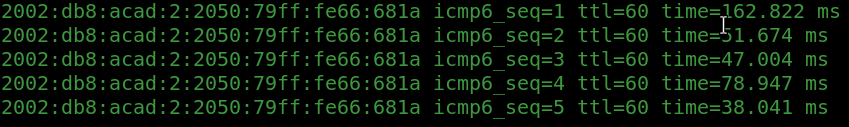 2002:db8:acad:2:2050:79ff:fe66:681a icmp6_seq=1 ttl=60 time=162.822 ms
2002:db8:acad:2:2050:79ff:fe66:681a icmp6_seq=2 ttl=60 time=51.674 ms
2002:db8:acad:2:2050:79ff:fe66:681a icmp6_seq=3 ttl=60 time=47.004 ms
2002:db8:acad:2:2050:79ff:fe66:681a icmp6_seq=4 ttl=60 time=78.947 ms
2002:db8:acad:2:2050:79ff:fe66:681a icmp6_seq=5 ttl=60 time=38.041 ms